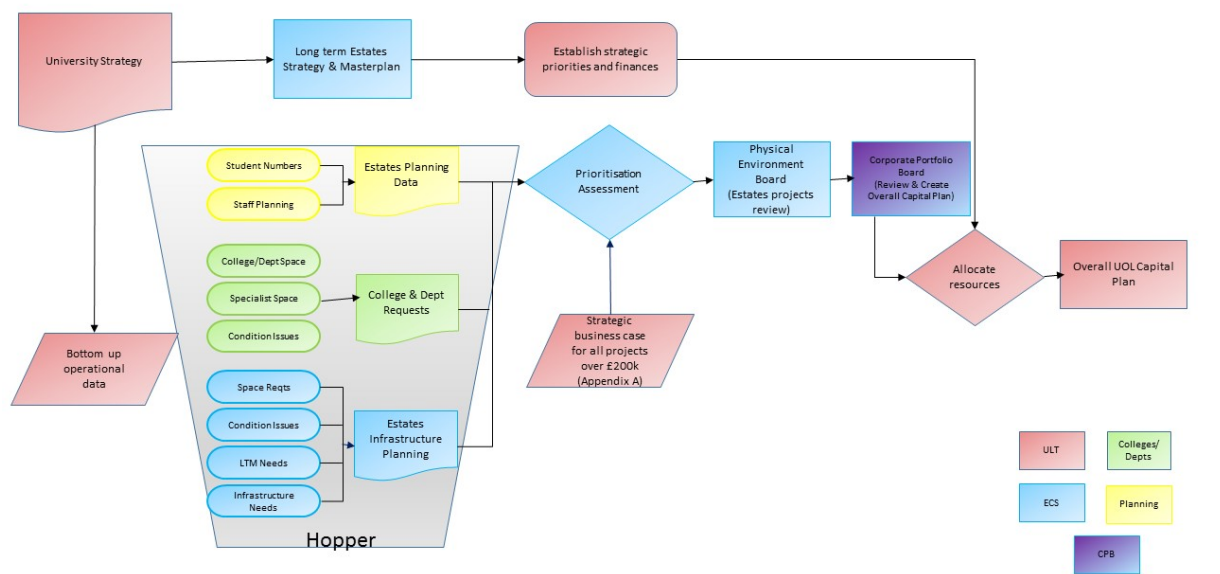 University Strategy
Long term Estates
Strategy & Masterplan
Establish strategic
priorities and finances
Student Numbers
Staff Planning
Estates Planning
Data
College/Dept Space
Specialist Space
Condition Issues
College & Dept
Requests
Space Reqts
Condition Issues
LTM Needs
Infrastructure
Needs
Estates
Infrastructure
Planning
Hopper
Bottom up
operational
data
Prioritisation
Assessment
Strategic
business case
for all projects
over £200k
(Appendix A)
Physical
Environment
Board
(Estates projects
review)
Corporate Portfolio
Board
(Review & Create
Overall Capital Plan)
Allocate
resources
Overall UOL Capital
Plan
ULT
Colleges/
Depts
ECS
Planning
CPB